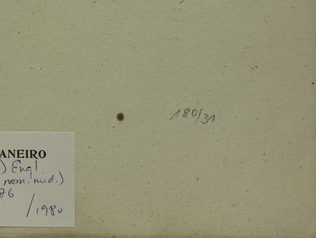 180/31
ANEIRO
) Engl.
nom. nud.)
76
/1980